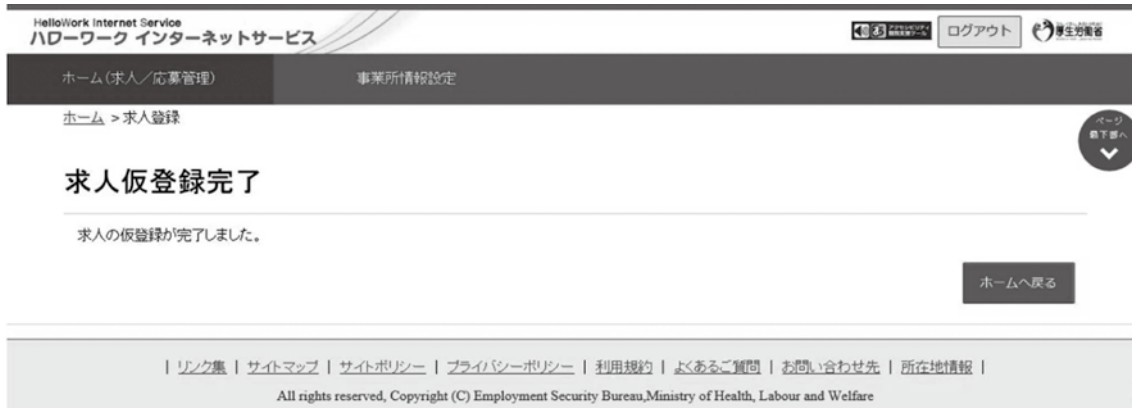 HelloWork Internet Service
ハローワーク インターネットサービス
ログアウト
厚生労働省
ホーム(求人/応募管理)
事業所情報設定
ホーム > 求人登録
ページ
最下部へ
求人仮登録完了
求人の仮登録が完了しました。
ホームへ戻る
| リンク集 | サイトマップ | サイトポリシー | プライバシーポリシー | 利用規約 | よくあるご質問 | お問い合わせ先 | 所在地情報 |
All rights reserved, Copyright (C) Employment Security Bureau,Ministry of Health, Labour and Welfare